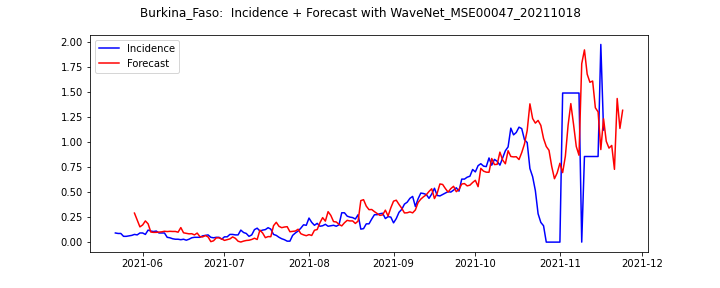 Burkina_Faso:  Incidence + Forecast with WaveNet_MSE00047_20211018
Incidence
Forecast
2.00
1.75
1.50
1.25
1.00
0.75
0.50
0.25
0.00
2021-06 2021-07 2021-08 2021-09 2021-10 2021-11 2021-12